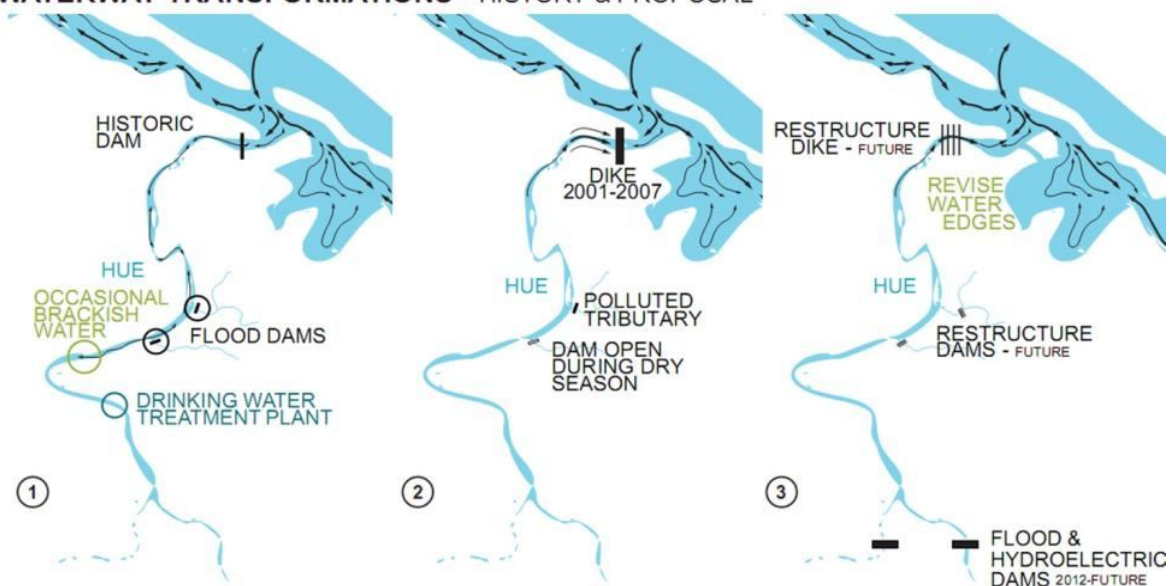 WATERWAY TRANSFORMATIONS - HISTORY & PROPOSAL
HISTORIC
DAM
HUE
OCCASIONAL
BRACKISH
WATER
FLOOD DAMS
DRINKING WATER
TREATMENT PLANT
1
DIKE
2001-2007
HUE
POLLUTED
TRIBUTARY
DAM OPEN
DURING DRY
SEASON
2
RESTRUCTURE
DIKE - FUTURE
REVISE
WATER
EDGES
HUE
RESTRUCTURE
DAMS - FUTURE
3
FLOOD &
HYDROELECTRIC
DAMS 2012-FUTURE